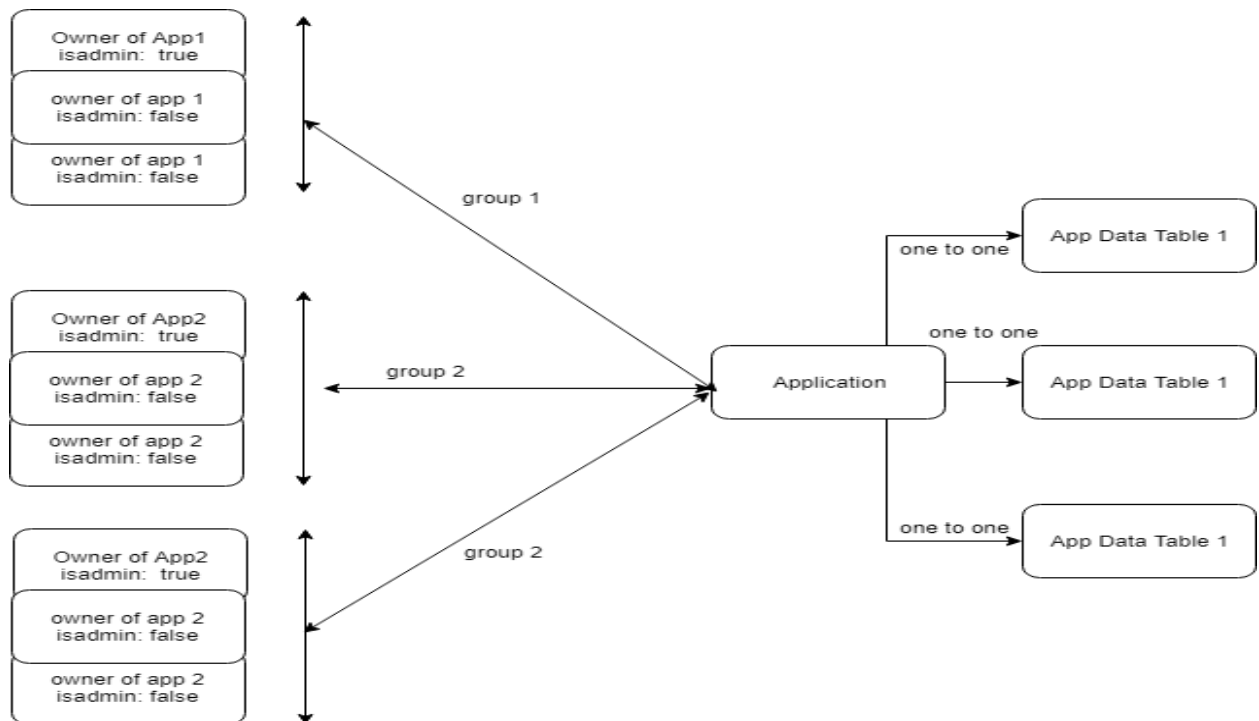 Owner of App1
isadmin: true
owner of app 1
isadmin: false
owner of app 1
isadmin: false
group 1
App Data Table 1
one to one
Owner of App2
isadmin: true
owner of app 2
isadmin: false
owner of app 2
isadmin: false
group 2
Application
one to one
App Data Table 1
Owner of App2
isadmin: true
owner of app 2
isadmin: false
owner of app 2
isadmin: false
group 2
one to one
App Data Table 1